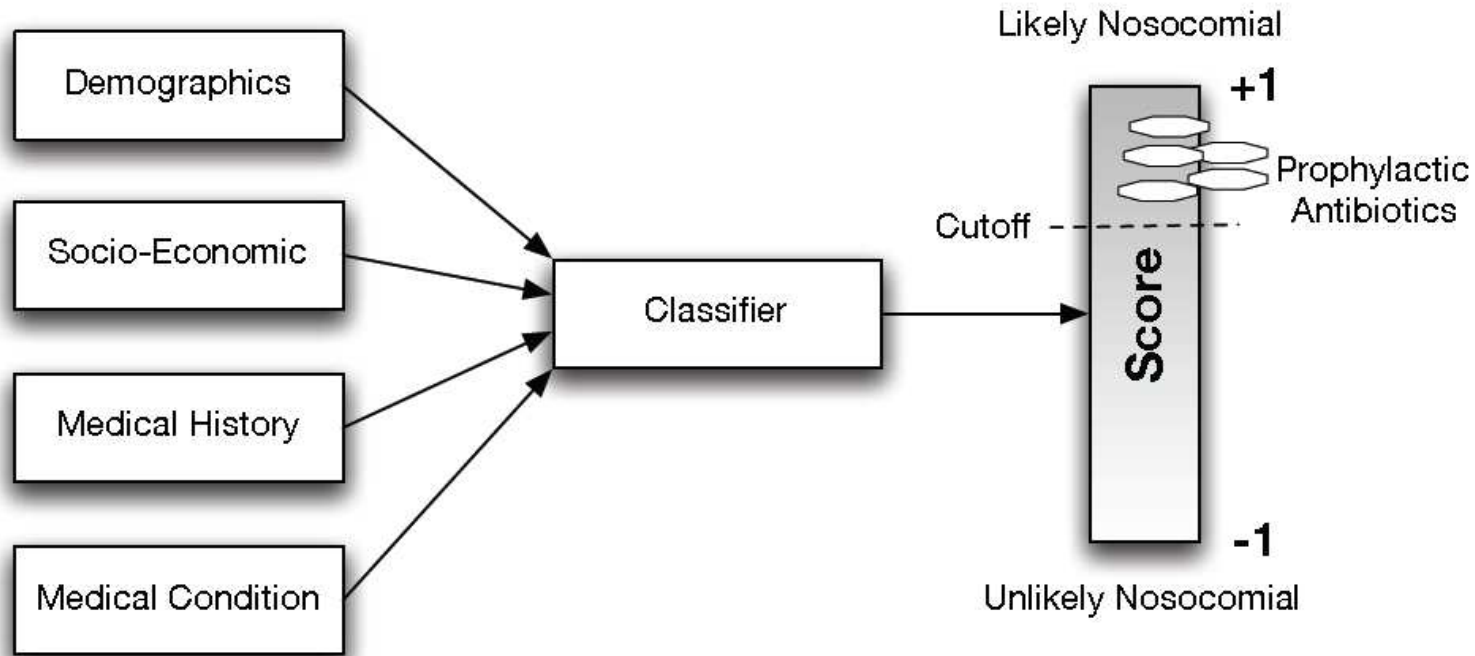 Demographics
Socio-Economic
Medical History
Medical Condition
Classifier
Likely Nosocomial
+1
Prophylactic
Antibiotics
Cutoff
Score
-1
Unlikely Nosocomial